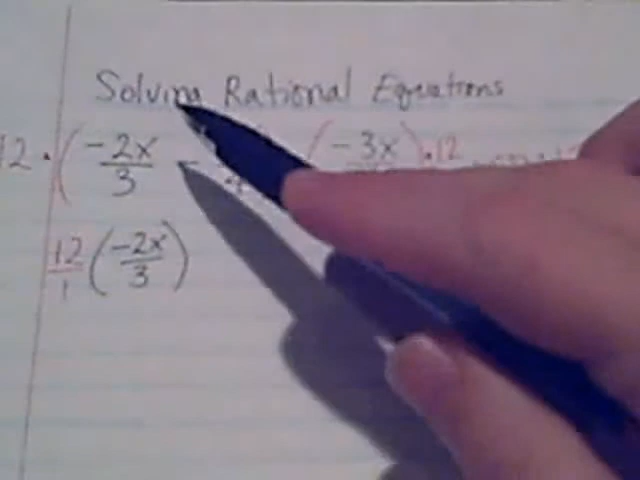 Solving Rational Equations
12 · ( -2x/3 - ( -3x ) · 12
12/1 ( -2x/3 )